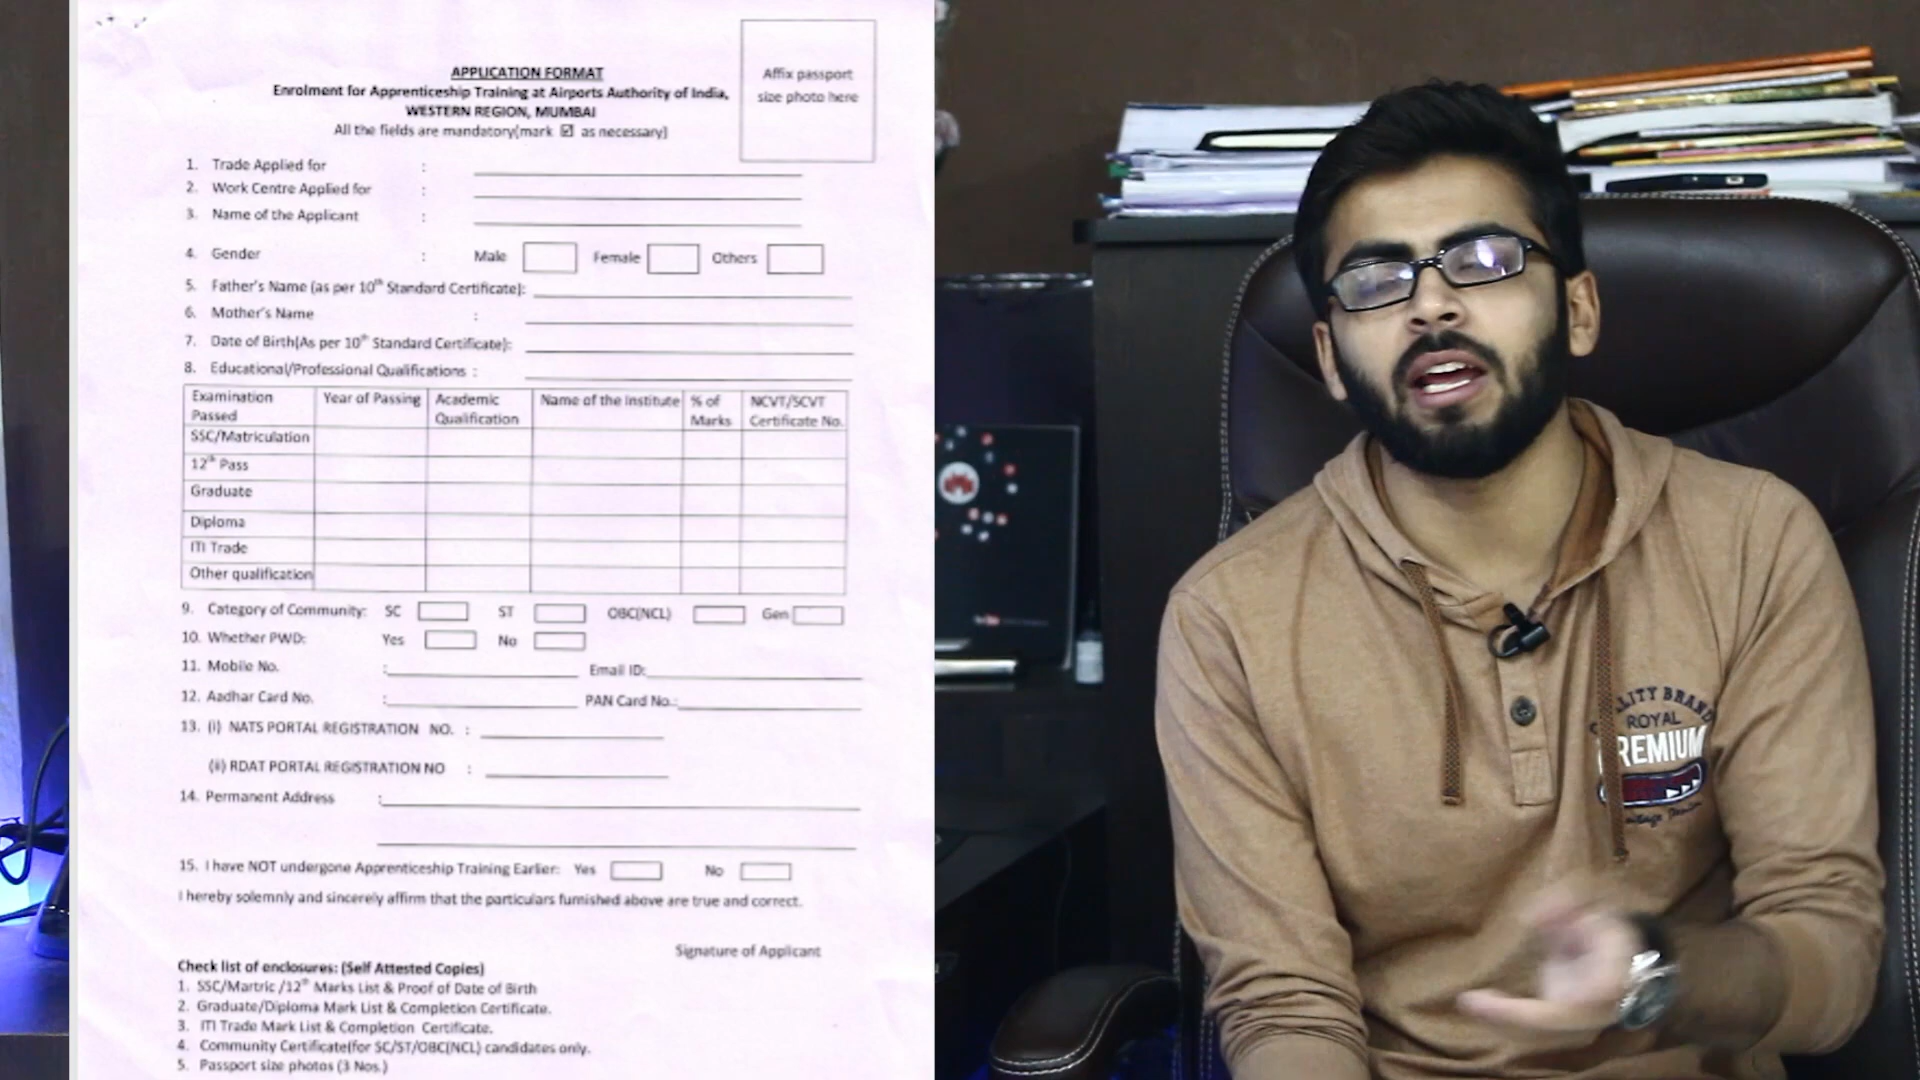 Affix passport
size photo here
APPLICATION FORMAT
Enrolment for Apprenticeship Training at Airports Authority of India,
WESTERN REGION, MUMBAI
All the fields are mandatory(mark ☑ as necessary)
1. Trade Applied for :
2. Work Centre Applied for :
3. Name of the Applicant :
4. Gender : Male Female Others
5. Father's Name (as per 10th Standard Certificate):
6. Mother's Name :
7. Date of Birth(As per 10th Standard Certificate):
8. Educational/Professional Qualifications :
Examination Passed Year of Passing Academic Qualification Name of the Institute % of Marks NCVT/SCVT Certificate No.
SSC/Matriculation
12th Pass
Graduate
Diploma
ITI Trade
Other qualification
9. Category of Community: SC ST OBC(NCL) Gen
10. Whether PWD: Yes No
11. Mobile No. : Email ID:
12. Aadhar Card No. : PAN Card No.:
13. (i) NATS PORTAL REGISTRATION NO. :
(ii) RDAT PORTAL REGISTRATION NO :
14. Permanent Address :
15. I have NOT undergone Apprenticeship Training Earlier: Yes No
I hereby solemnly and sincerely affirm that the particulars furnished above are true and correct.
Signature of Applicant
Check list of enclosures: (Self Attested Copies)
1. SSC/Martric /12th Marks List & Proof of Date of Birth
2. Graduate/Diploma Mark List & Completion Certificate.
3. ITI Trade Mark List & Completion Certificate.
4. Community Certificate(for SC/ST/OBC(NCL) candidates only.
5. Passport size photos (3 Nos.)
LITY BRAND
ROYAL
REMIUM